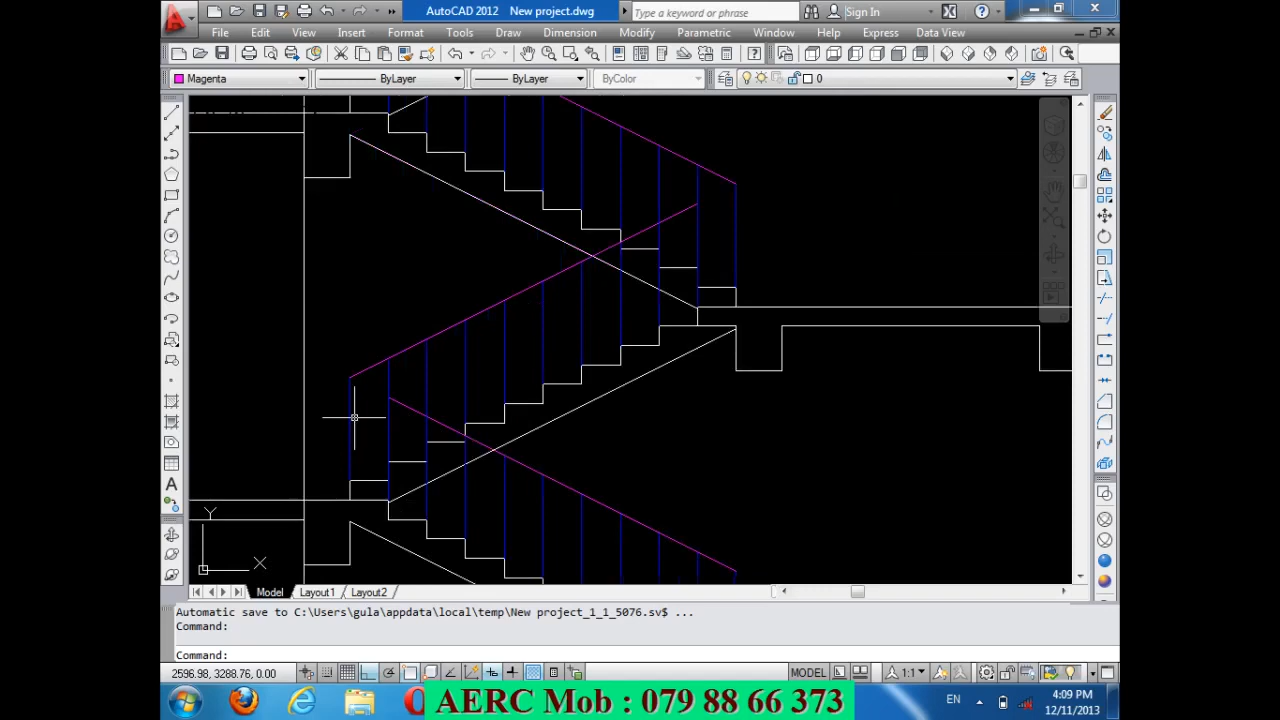 AutoCAD 2012 New project.dwg
Type a keyword or phrase
Sign In
File Edit View Insert Format Tools Draw Dimension Modify Parametric Window Help Express Data View
Magenta
ByLayer
ByLayer
ByColor
0
A
Y
X
Model Layout1 Layout2
Automatic save to C:\Users\gula\appdata\local\temp\New project_1_1_5076.sv$ ...
Command:
Command:
2596.98, 3288.76, 0.00
MODEL
1:1
AERC Mob : 079 88 66 373
EN
4:09 PM
12/11/2013